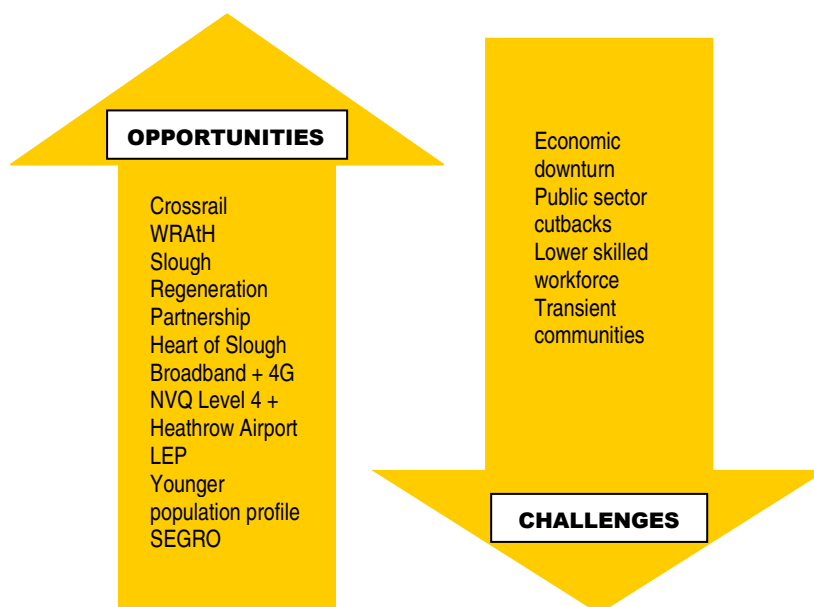 OPPORTUNITIES
Crossrail
WRAtH
Slough
Regeneration
Partnership
Heart of Slough
Broadband + 4G
NVQ Level 4 +
Heathrow Airport
LEP
Younger
population profile
SEGRO
Economic
downturn
Public sector
cutbacks
Lower skilled
workforce
Transient
communities
CHALLENGES